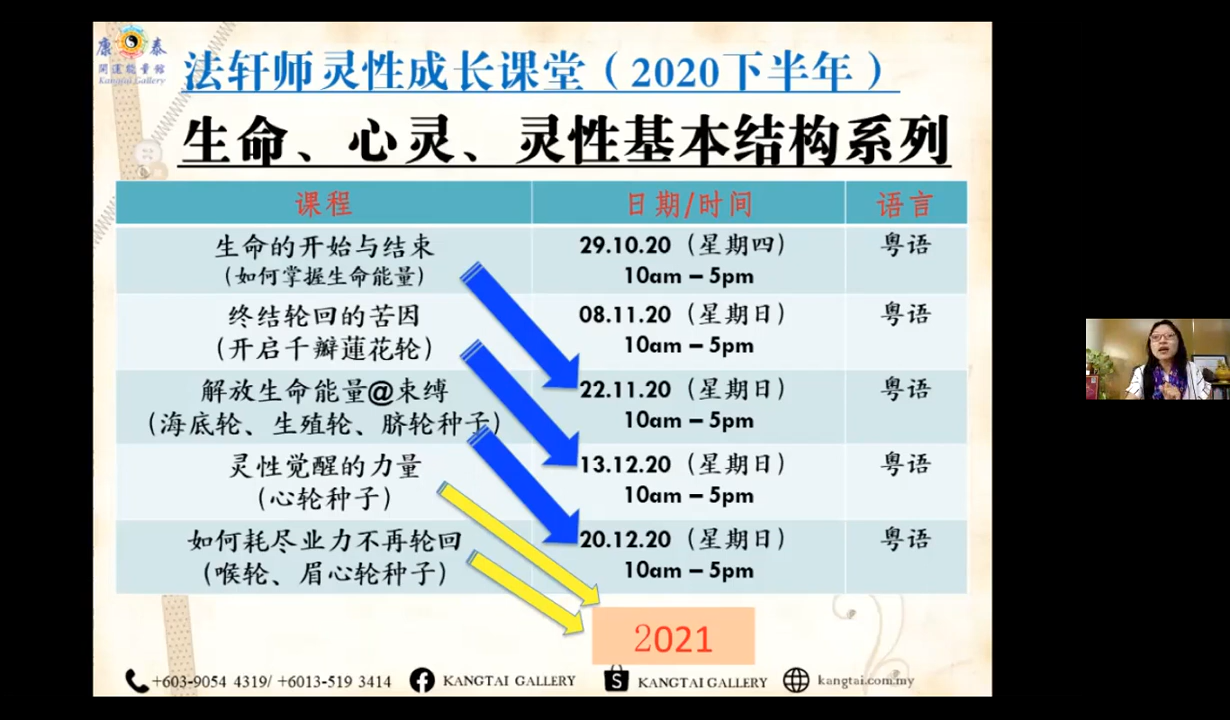 康泰
開運能量館
Kangtai Gallery
法轩师灵性成长课堂（2020下半年）
生命、心灵、灵性基本结构系列
课程 日期/时间 语言
生命的开始与结束 29.10.20（星期四） 粤语
（如何掌握生命能量） 10am – 5pm
终结轮回的苦因 08.11.20（星期日） 粤语
（开启千瓣蓮花轮） 10am – 5pm
解放生命能量@束缚 22.11.20（星期日） 粤语
（海底轮、生殖轮、脐轮种子） 10am – 5pm
灵性觉醒的力量 13.12.20（星期日） 粤语
（心轮种子） 10am – 5pm
如何耗尽业力不再轮回 20.12.20（星期日） 粤语
（喉轮、眉心轮种子） 10am – 5pm
2021
+603-9054 4319/ +6013-519 3414 KANGTAI GALLERY KANGTAI GALLERY kangtai.com.my